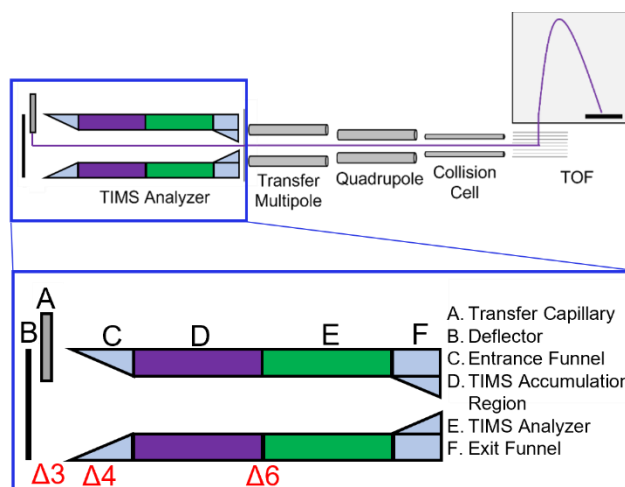 TIMS Analyzer
Transfer
Multipole
Quadrupole
Collision
Cell
TOF
A
B
C
D
E
F
A. Transfer Capillary
B. Deflector
C. Entrance Funnel
D. TIMS Accumulation
Region
E. TIMS Analyzer
F. Exit Funnel
Δ3
Δ4
Δ6